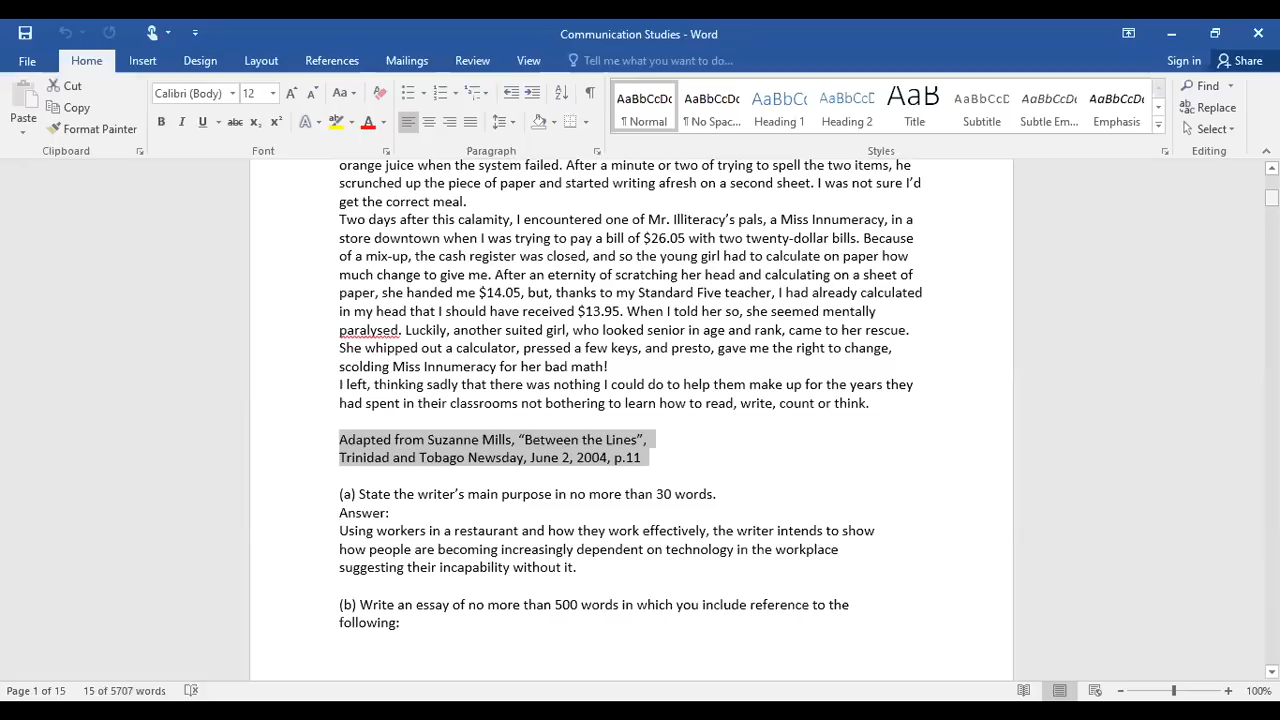 Communication Studies - Word
File Home Insert Design Layout References Mailings Review View Tell me what you want to do... Sign in Share
Paste Cut Copy Format Painter
Calibri (Body) 12
AaBbCcDc AaBbCcDc AaBbCc AaBbCcC AaB AaBbCcD AaBbCcDc AaBbCcDc
¶ Normal ¶ No Spac... Heading 1 Heading 2 Title Subtitle Subtle Em... Emphasis
Find Replace Select
Clipboard Font Paragraph Styles Editing
orange juice when the system failed. After a minute or two of trying to spell the two items, he
scrunched up the piece of paper and started writing afresh on a second sheet. I was not sure I’d
get the correct meal.
Two days after this calamity, I encountered one of Mr. Illiteracy’s pals, a Miss Innumeracy, in a
store downtown when I was trying to pay a bill of $26.05 with two twenty-dollar bills. Because
of a mix-up, the cash register was closed, and so the young girl had to calculate on paper how
much change to give me. After an eternity of scratching her head and calculating on a sheet of
paper, she handed me $14.05, but, thanks to my Standard Five teacher, I had already calculated
in my head that I should have received $13.95. When I told her so, she seemed mentally
paralysed. Luckily, another suited girl, who looked senior in age and rank, came to her rescue.
She whipped out a calculator, pressed a few keys, and presto, gave me the right to change,
scolding Miss Innumeracy for her bad math!
I left, thinking sadly that there was nothing I could do to help them make up for the years they
had spent in their classrooms not bothering to learn how to read, write, count or think.
Adapted from Suzanne Mills, “Between the Lines”,
Trinidad and Tobago Newsday, June 2, 2004, p.11
(a) State the writer’s main purpose in no more than 30 words.
Answer:
Using workers in a restaurant and how they work effectively, the writer intends to show
how people are becoming increasingly dependent on technology in the workplace
suggesting their incapability without it.
(b) Write an essay of no more than 500 words in which you include reference to the
following:
Page 1 of 15 15 of 5707 words 100%